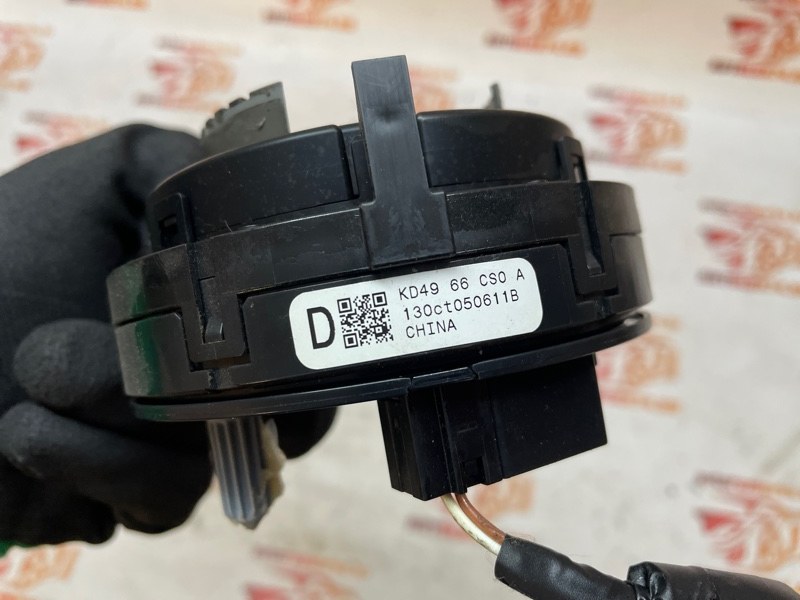 D
KD49 66 CS0 A
130ct050611B
CHINA